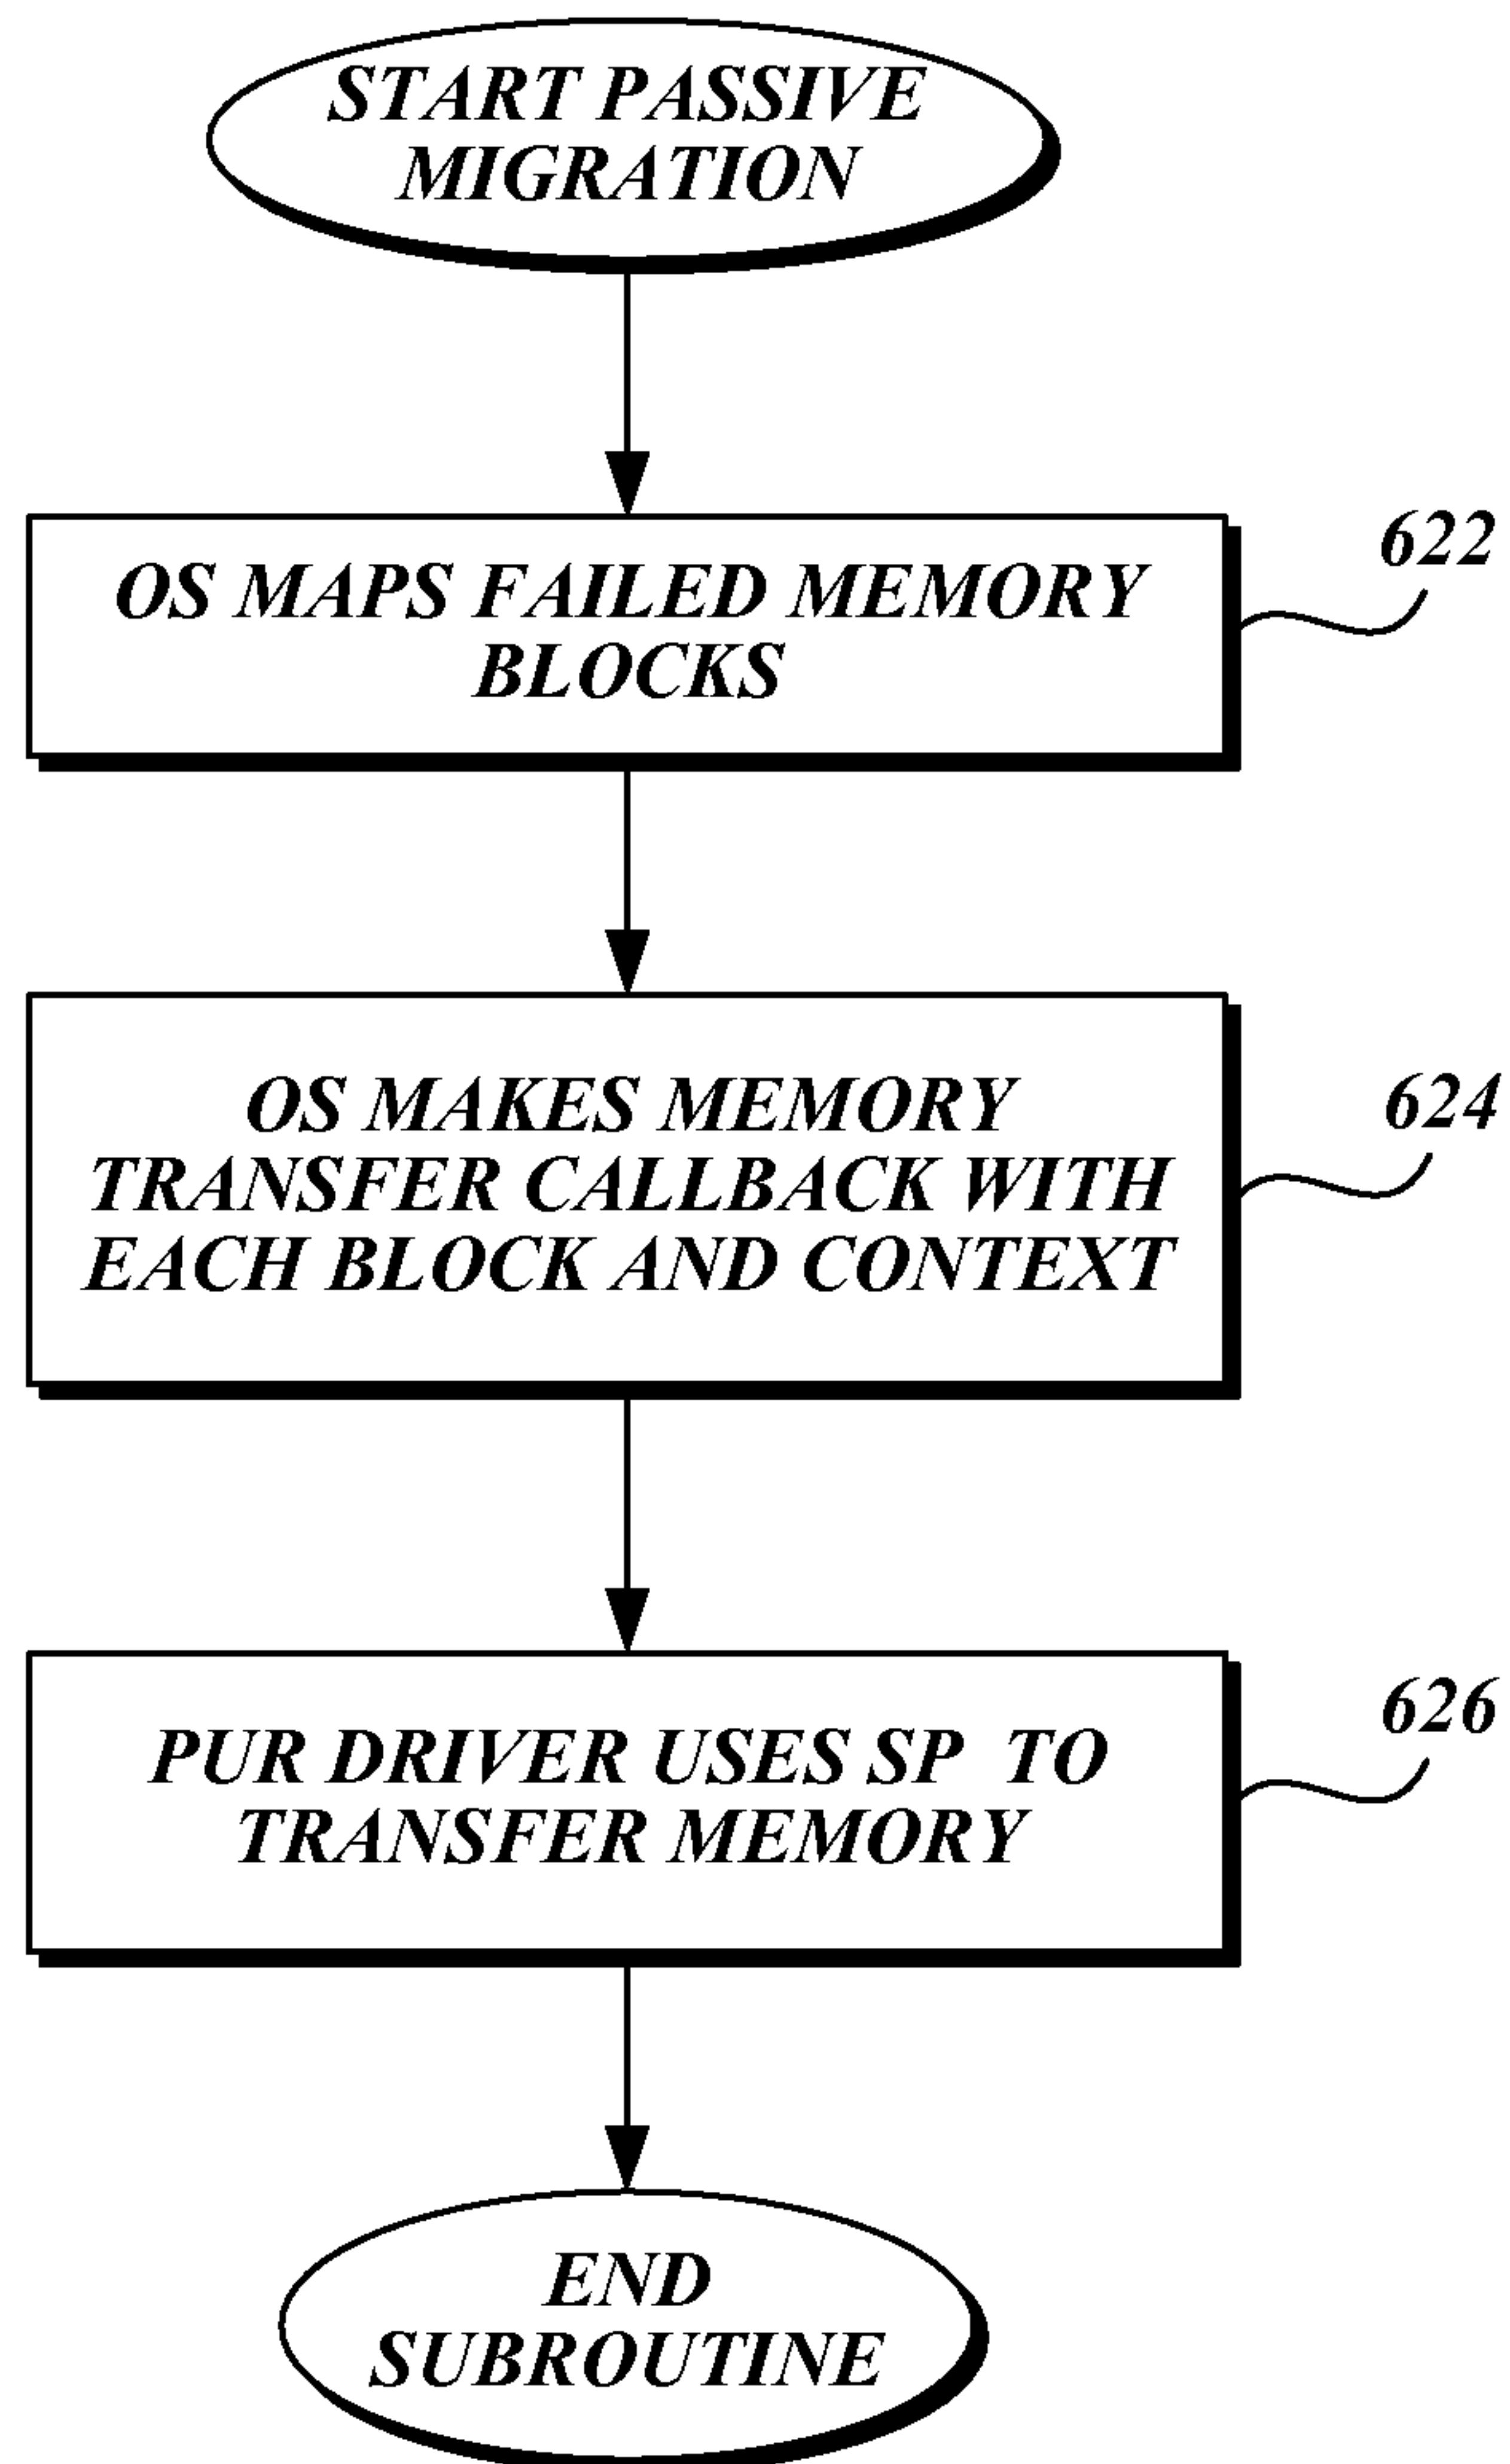 START PASSIVE
MIGRATION
OS MAPS FAILED MEMORY
BLOCKS
622
OS MAKES MEMORY
TRANSFER CALLBACK WITH
EACH BLOCK AND CONTEXT
624
PUR DRIVER USES SP TO
TRANSFER MEMORY
626
END
SUBROUTINE